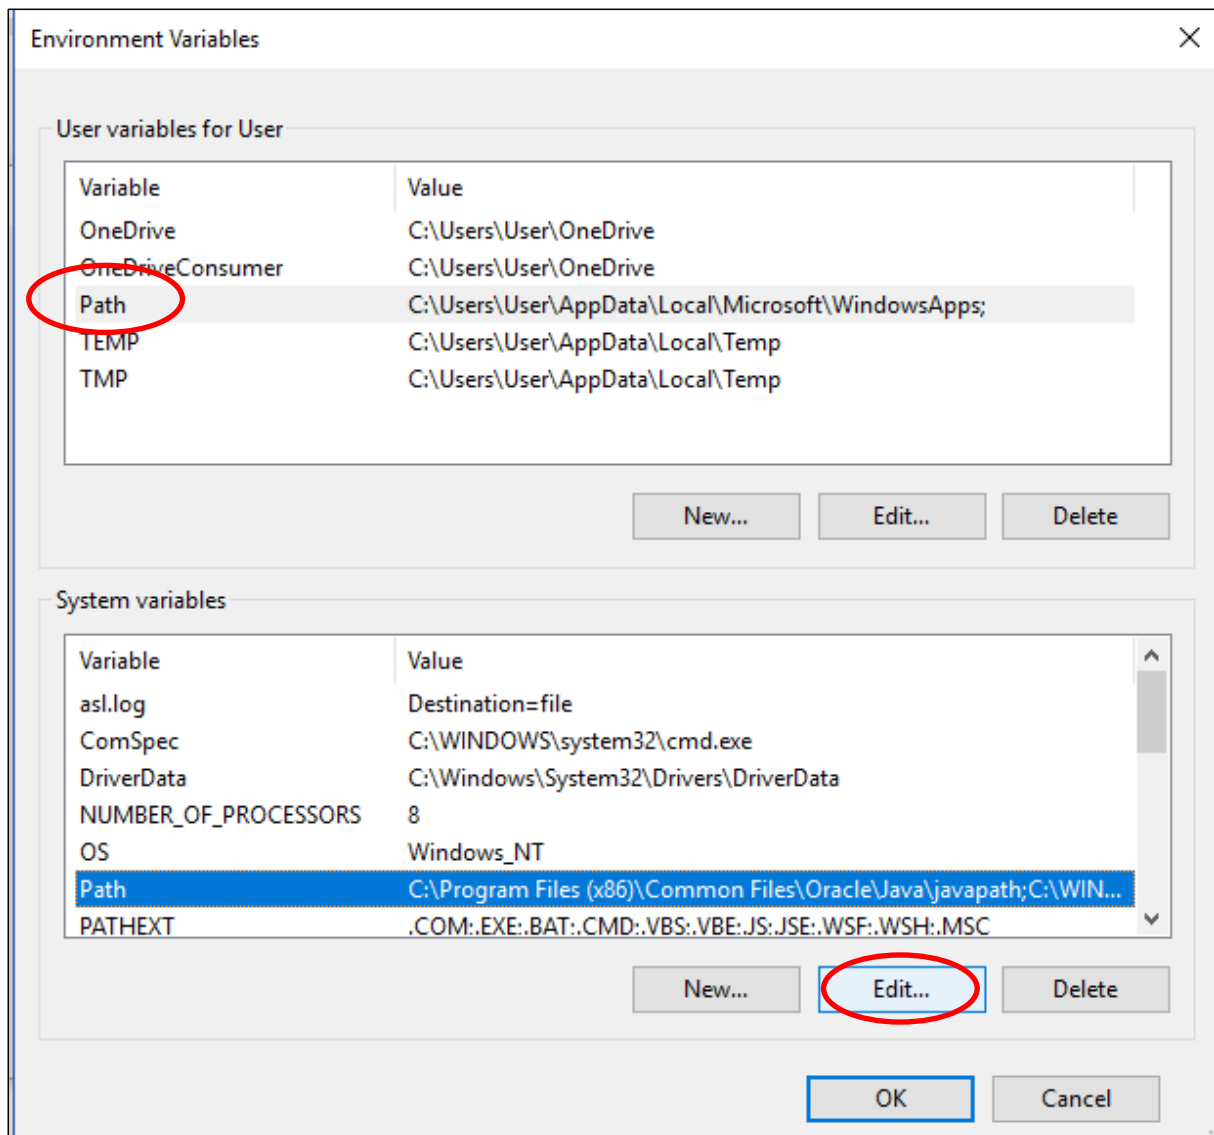 Environment Variables
User variables for User
Variable Value
OneDrive C:\Users\User\OneDrive
OneDriveConsumer C:\Users\User\OneDrive
Path C:\Users\User\AppData\Local\Microsoft\WindowsApps;
TEMP C:\Users\User\AppData\Local\Temp
TMP C:\Users\User\AppData\Local\Temp
New... Edit... Delete
System variables
Variable Value
asl.log Destination=file
ComSpec C:\WINDOWS\system32\cmd.exe
DriverData C:\Windows\System32\Drivers\DriverData
NUMBER_OF_PROCESSORS 8
OS Windows_NT
Path C:\Program Files (x86)\Common Files\Oracle\Java\javapath;C:\WIN...
PATHEXT .COM;.EXE;.BAT;.CMD;.VBS;.VBE;.JS;.JSE;.WSF;.WSH;.MSC
New... Edit... Delete
OK Cancel